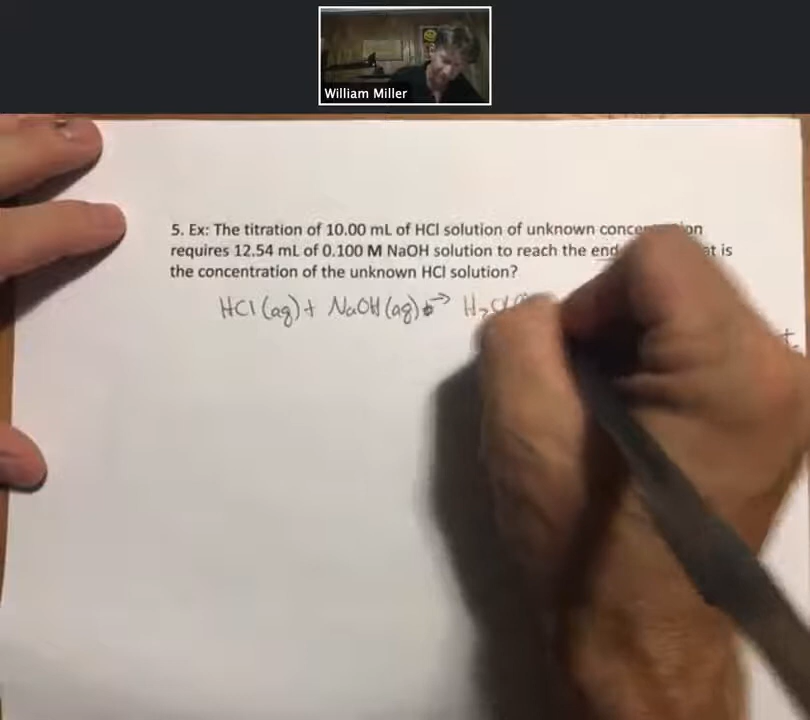 William Miller
5. Ex: The titration of 10.00 mL of HCl solution of unknown
requires 12.54 mL of 0.100 M NaOH solution to reach the end is
the concentration of the unknown HCl solution?
HCl (aq) + NaOH (aq) →